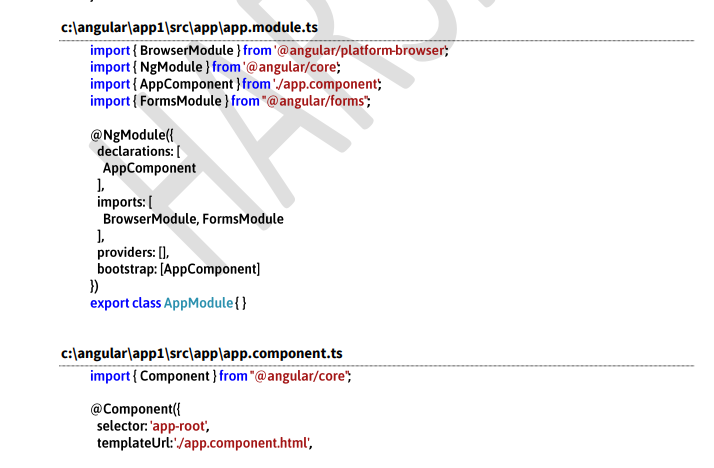 c:\angular\app1\src\app\app.module.ts
import { BrowserModule } from '@angular/platform-browser';
import { NgModule } from '@angular/core';
import { AppComponent } from './app.component';
import { FormsModule } from "@angular/forms";
@NgModule({
declarations: [
AppComponent
],
imports: [
BrowserModule, FormsModule
],
providers: [],
bootstrap: [AppComponent]
})
export class AppModule { }
c:\angular\app1\src\app\app.component.ts
import { Component } from "@angular/core";
@Component({
selector: 'app-root',
templateUrl: './app.component.html',